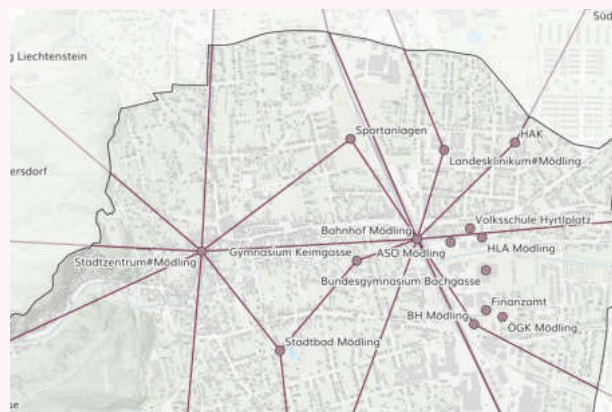 Süd
g Liechtenstein
Sportanlagen
HAK
Landesklinikum#Mödling
ersdorf
Volksschule Hyrtlplatz
Bahnhof Mödling
HLA Mödling
Gymnasium Keimgasse
ASO Mödling
Stadtzentrum#Mödling
Bundesgymnasium Bachgasse
Finanzamt
BH Mödling
ÖGK Mödling
Stadtbad Mödling
se